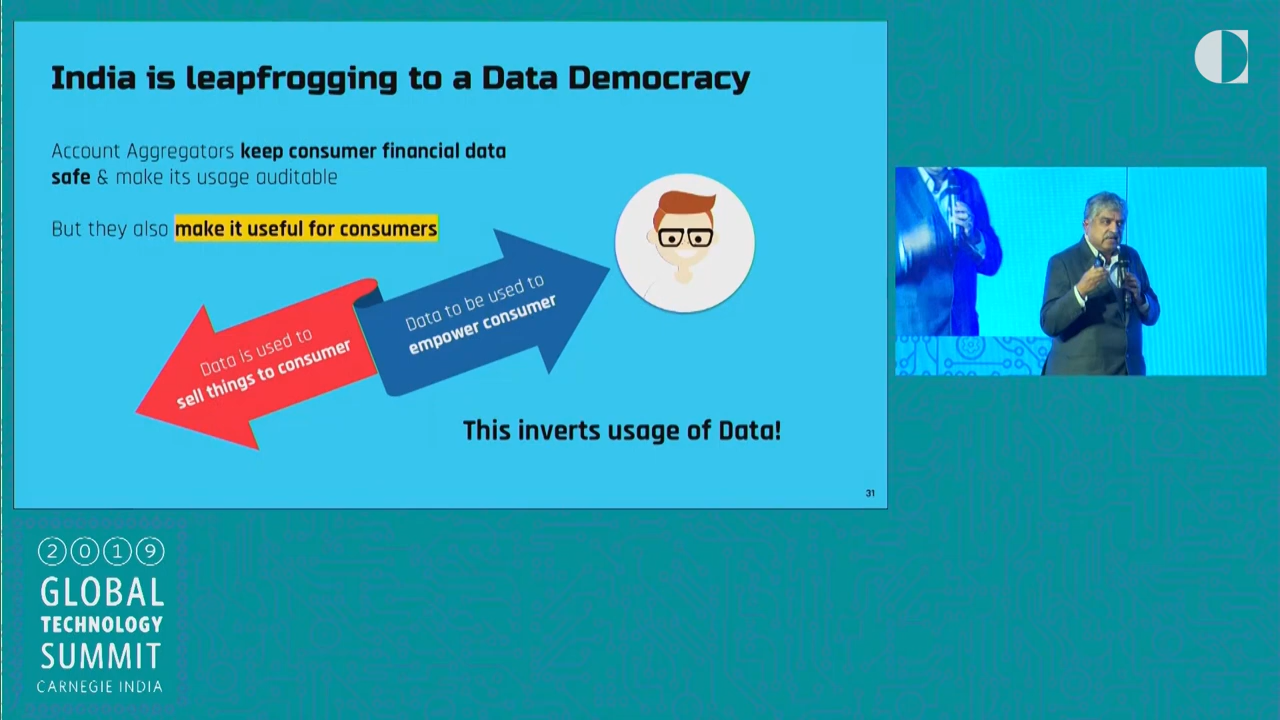 India is leapfrogging to a Data Democracy
Account Aggregators keep consumer financial data
safe & make its usage auditable
But they also make it useful for consumers
Data is used to
sell things to consumer
Data to be used to
empower consumer
This inverts usage of Data!
31
2019
GLOBAL
TECHNOLOGY
SUMMIT
CARNEGIE INDIA